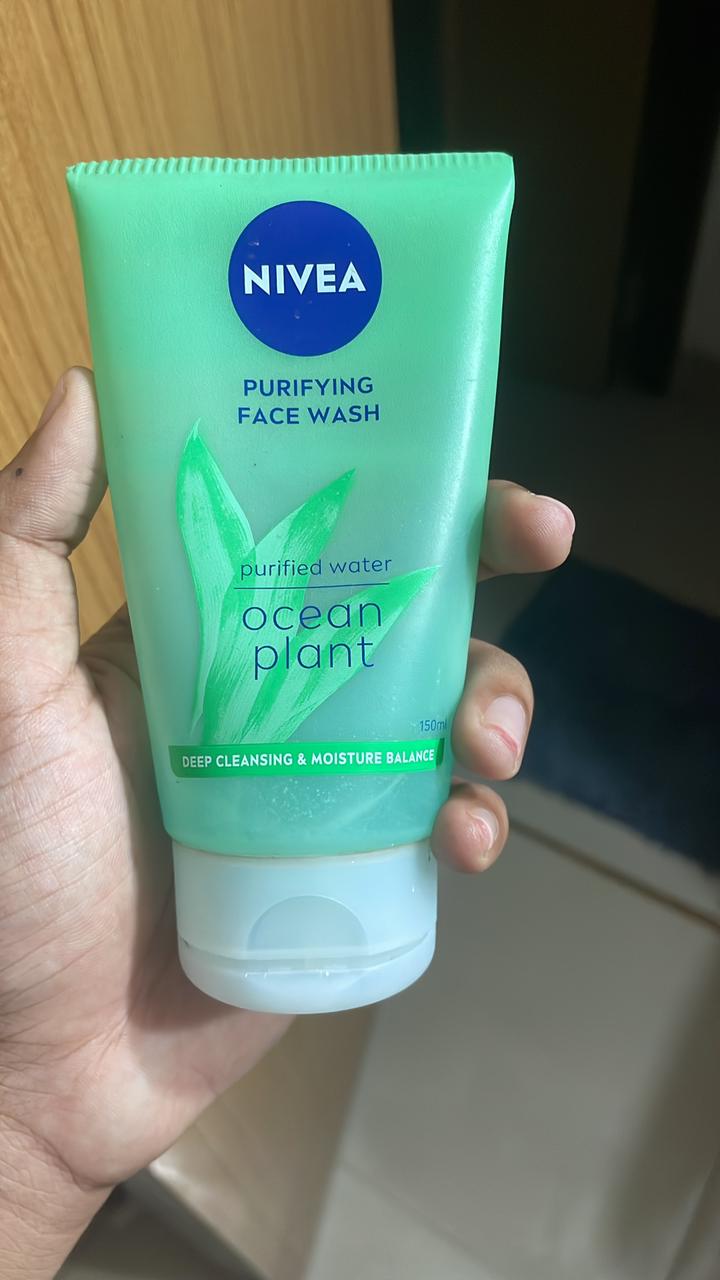 NIVEA
PURIFYING
FACE WASH
purified water
ocean
plant
150ml
DEEP CLEANSING & MOISTURE BALANCE